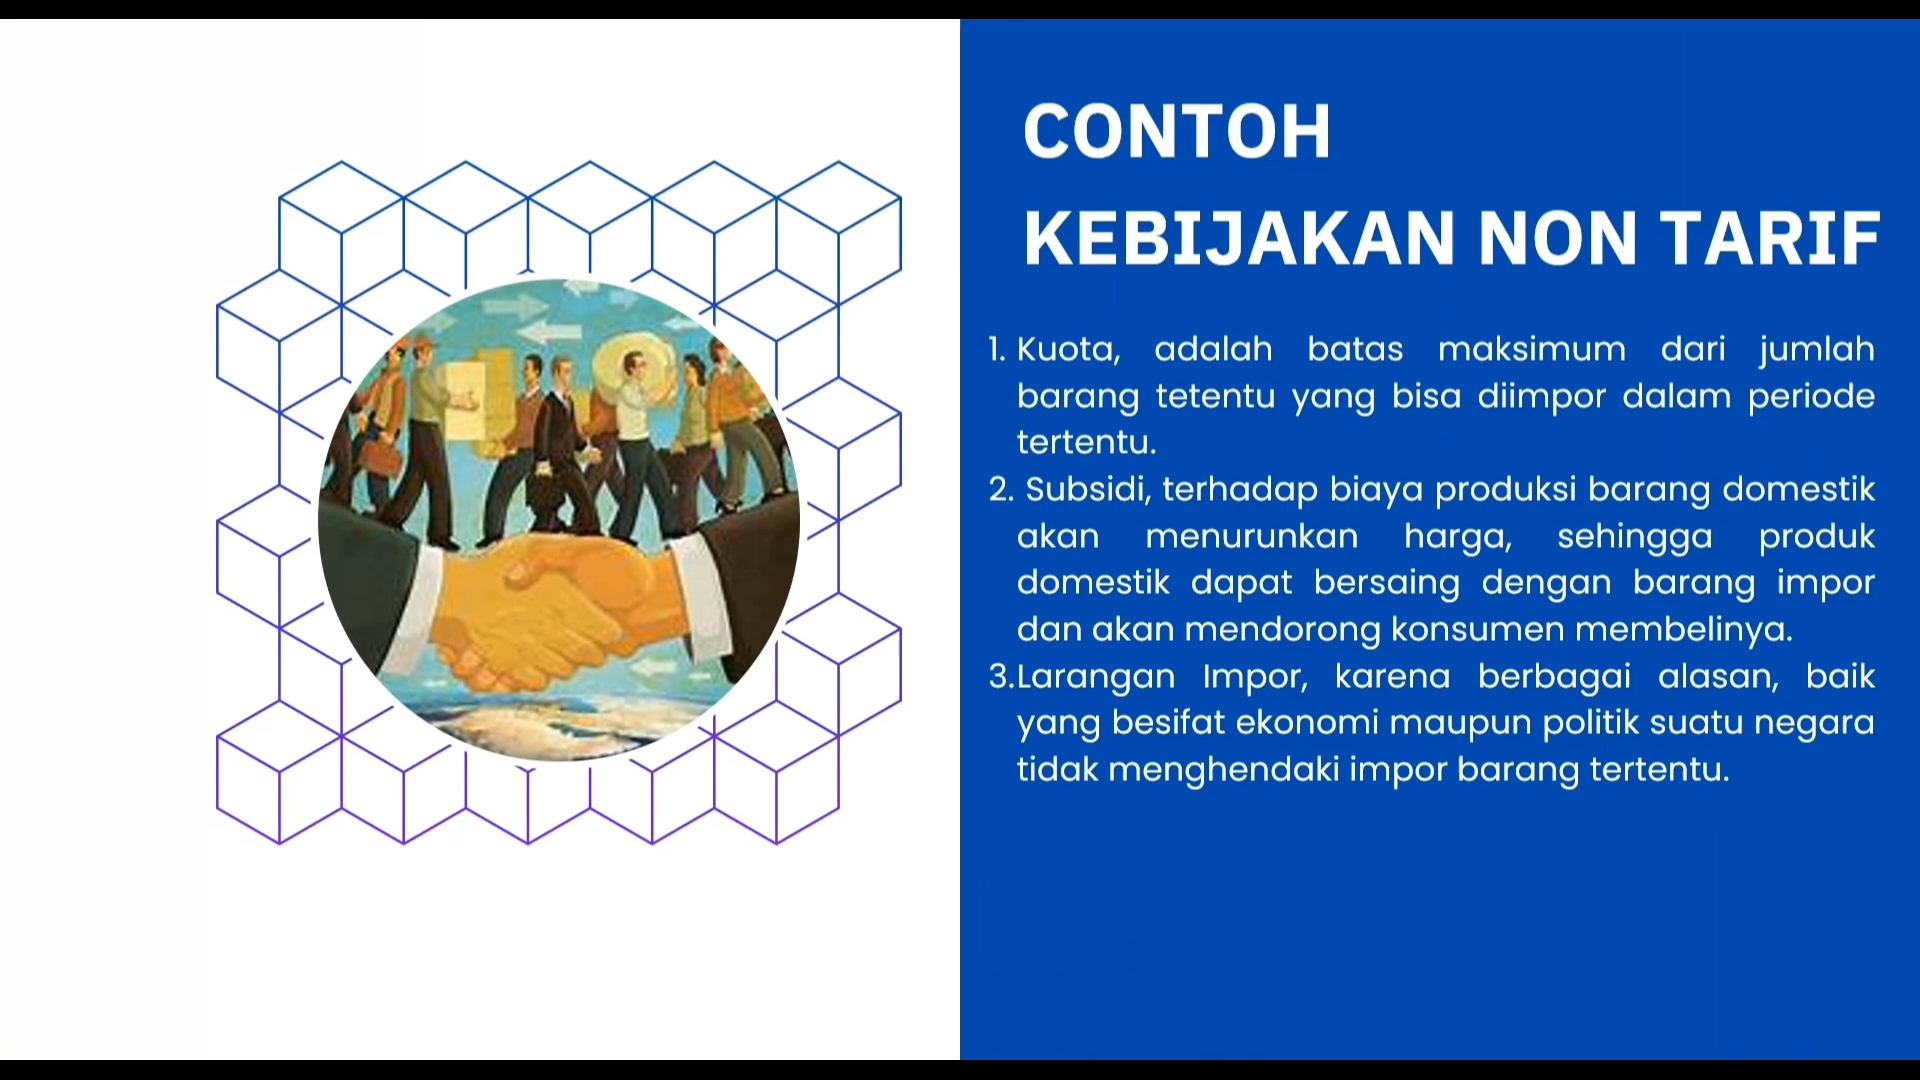 CONTOH
KEBIJAKAN NON TARIF
1. Kuota, adalah batas maksimum dari jumlah
barang tetentu yang bisa diimpor dalam periode
tertentu.
2. Subsidi, terhadap biaya produksi barang domestik
akan menurunkan harga, sehingga produk
domestik dapat bersaing dengan barang impor
dan akan mendorong konsumen membelinya.
3.Larangan Impor, karena berbagai alasan, baik
yang besifat ekonomi maupun politik suatu negara
tidak menghendaki impor barang tertentu.